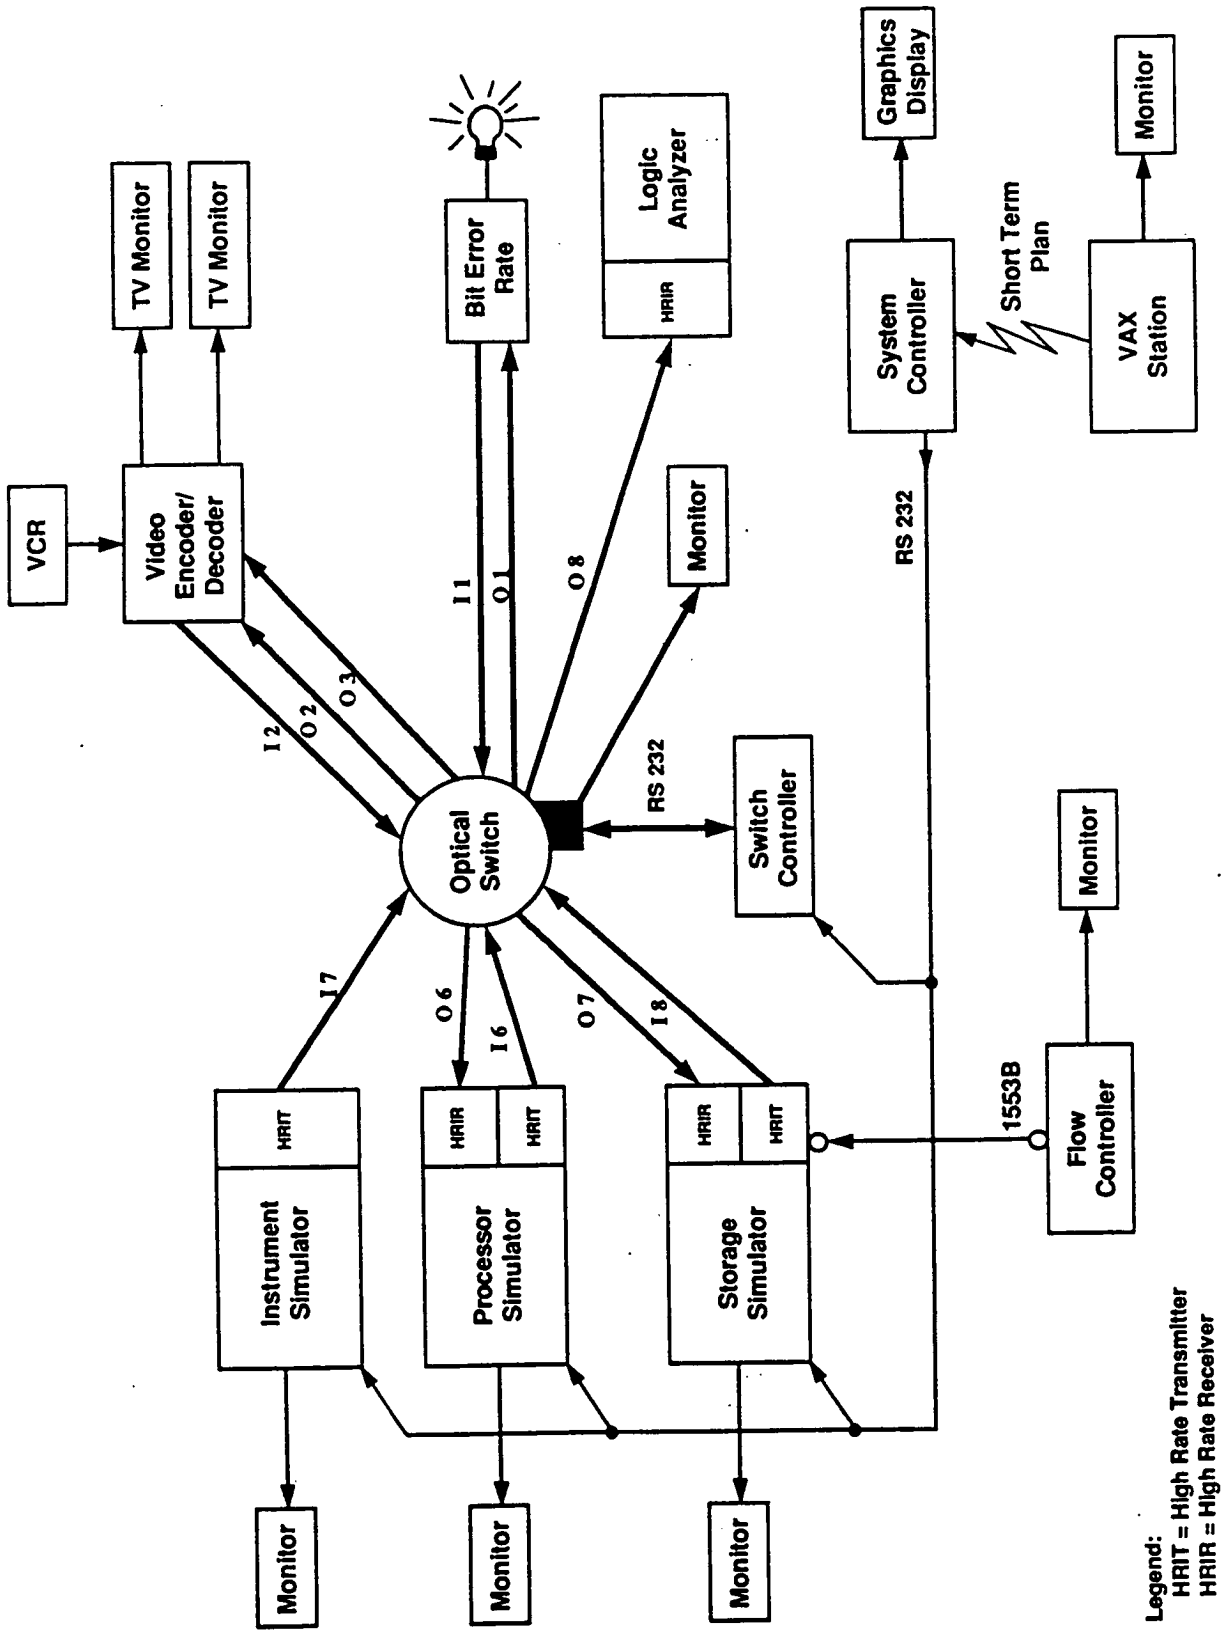 VCR
Video
Encoder/
Decoder
TV Monitor
TV Monitor
I 2
O 2
O 3
Bit Error
Rate
I 1
O 1
HRIR
Logic
Analyzer
O 8
Monitor
Optical
Switch
RS 232
Switch
Controller
I 7
O 6
I 6
O 7
I 8
Instrument
Simulator
HRIT
Monitor
Processor
Simulator
HRIR
HRIT
Monitor
Storage
Simulator
HRIR
HRIT
Monitor
System
Controller
Graphics
Display
RS 232
Short Term
Plan
VAX
Station
Monitor
1553B
Flow
Controller
Monitor
Legend:
HRIT = High Rate Transmitter
HRIR = High Rate Receiver